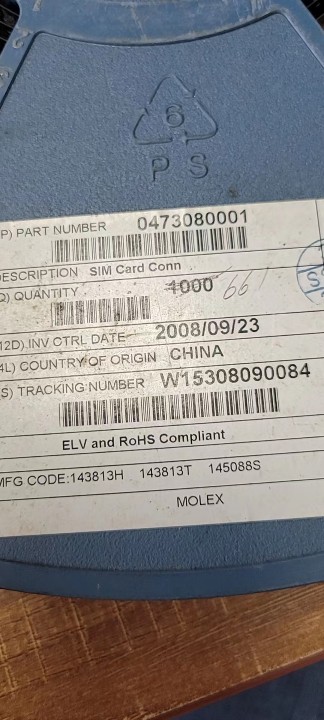 6
PS
P) PART NUMBER 0473080001
DESCRIPTION SIM Card Conn
Q) QUANTITY 1000 661
12D) INV CTRL DATE 2008/09/23
4L) COUNTRY OF ORIGIN CHINA
S) TRACKING NUMBER W15308090084
ELV and RoHS Compliant
MFG CODE:143813H 143813T 145088S
MOLEX